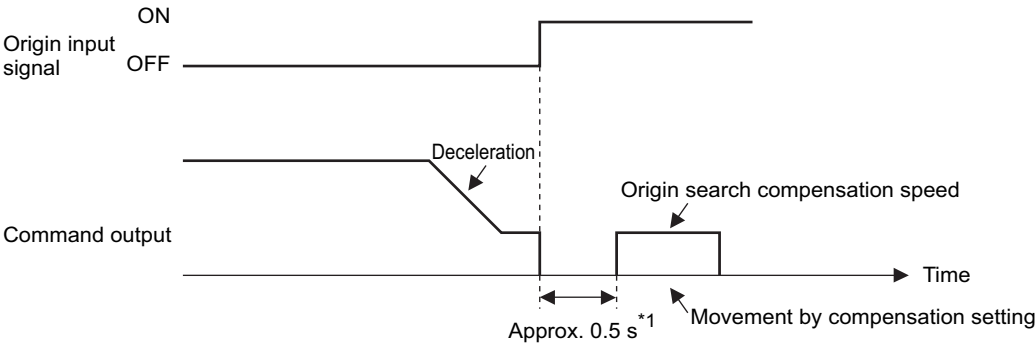 ON
Origin input
signal
OFF
Deceleration
Origin search compensation speed
Command output
Time
Approx. 0.5 s*1
Movement by compensation setting